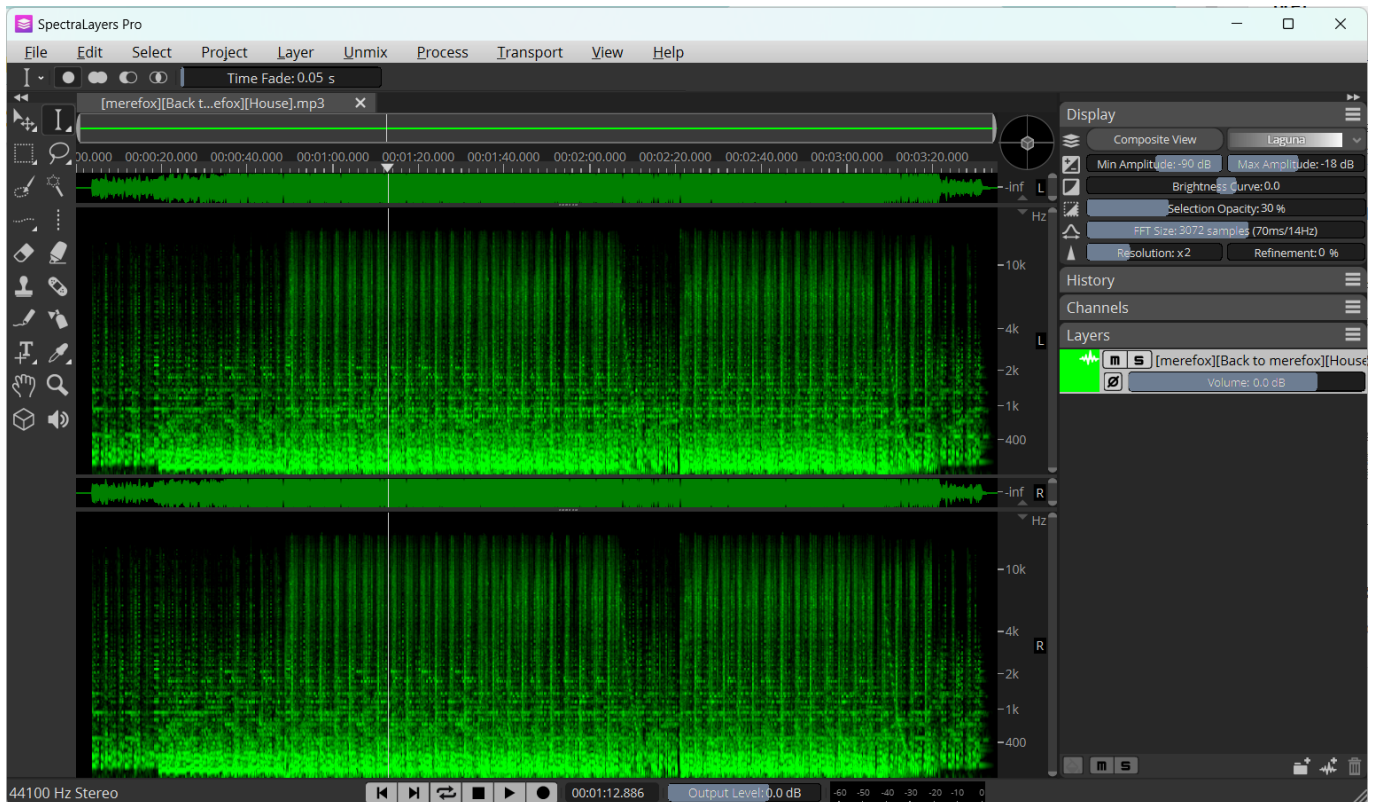 SpectraLayers Pro
File Edit Select Project Layer Unmix Process Transport View Help
Time Fade: 0.05 s
[merefox][Back t...efox][House].mp3
00.000 00:00:20.000 00:00:40.000 00:01:00.000 00:01:20.000 00:01:40.000 00:02:00.000 00:02:20.000 00:02:40.000 00:03:00.000 00:03:20.000
-inf L
Hz
10k
4k
L
2k
1k
400
-inf R
Hz
10k
4k
R
2k
1k
400
Display
Composite View Laguna
Min Amplitude: -90 dB Max Amplitude: -18 dB
Brightness Curve: 0.0
Selection Opacity: 30 %
FFT Size: 3072 samples (70ms/14Hz)
Resolution: x2 Refinement: 0 %
History
Channels
Layers
m s [merefox][Back to merefox][House
Volume: 0.0 dB
m s
44100 Hz Stereo
00:01:12.886
Output Level: 0.0 dB
-60 -50 -40 -30 -20 -10 0